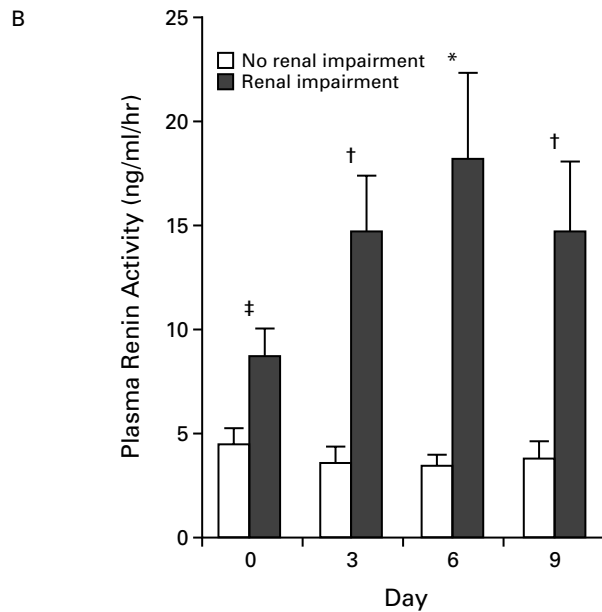 B
25
No renal impairment
Renal impairment
*
20
†
†
15
‡
10
5
0
0 3 6 9
Plasma Renin Activity (ng/ml/hr)
Day